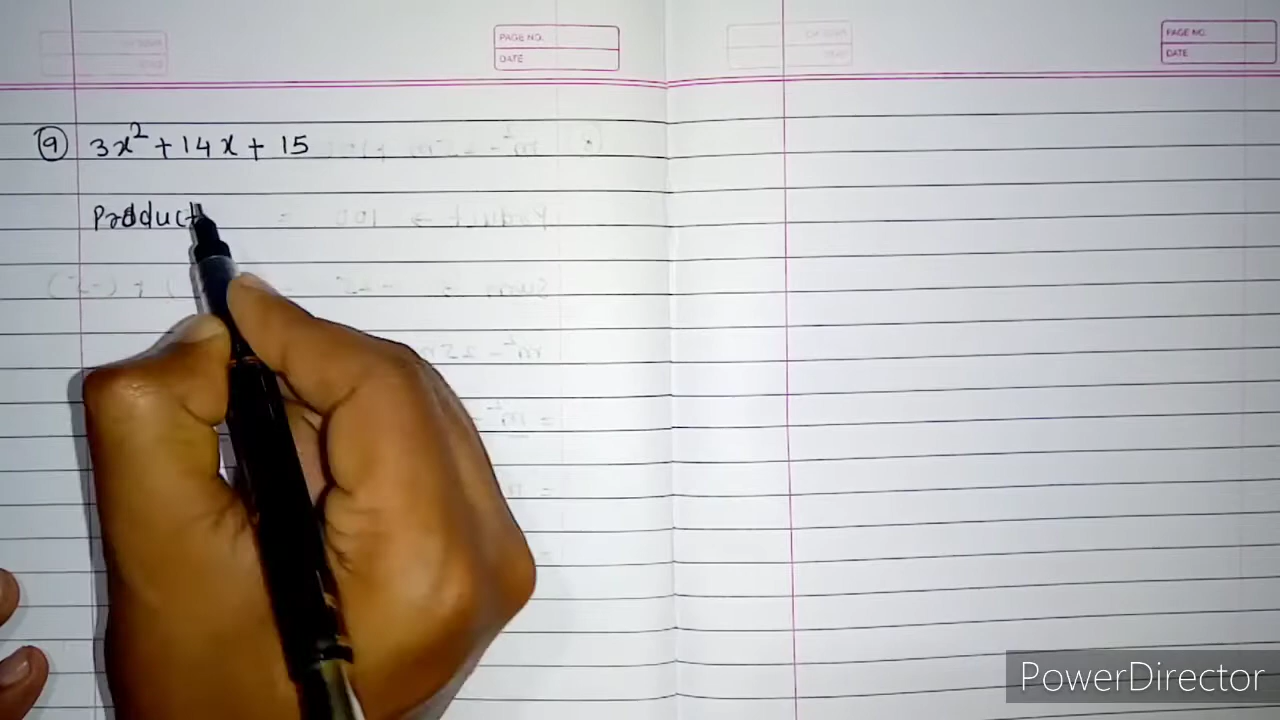 PAGE NO.
DATE
PAGE NO.
DATE
9 3x² + 14x + 15
Product
PowerDirector